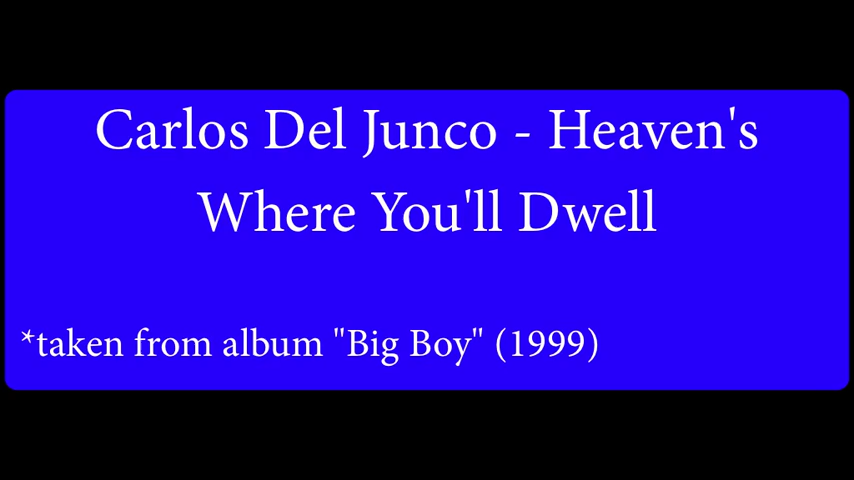 Carlos Del Junco - Heaven's
Where You'll Dwell
*taken from album "Big Boy" (1999)